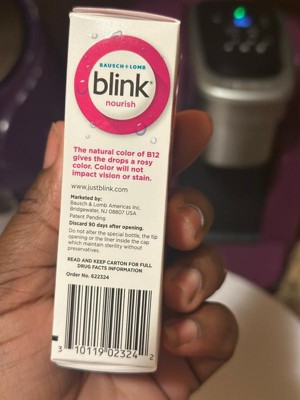 BAUSCH + LOMB
blink®
nourish
The natural color of B12
gives the drops a rosy
color. Color will not
impact vision or stain.
www.justblink.com
Marketed by:
Bausch & Lomb Americas Inc.
Bridgewater, NJ 08807 USA
Patent Pending
Discard 90 days after opening.
Do not alter the special bottle, the tip
opening or the liner inside the cap
which maintain sterility without
preservatives.
READ AND KEEP CARTON FOR FULL
DRUG FACTS INFORMATION
Order No. 622324
3 10119 02324 2